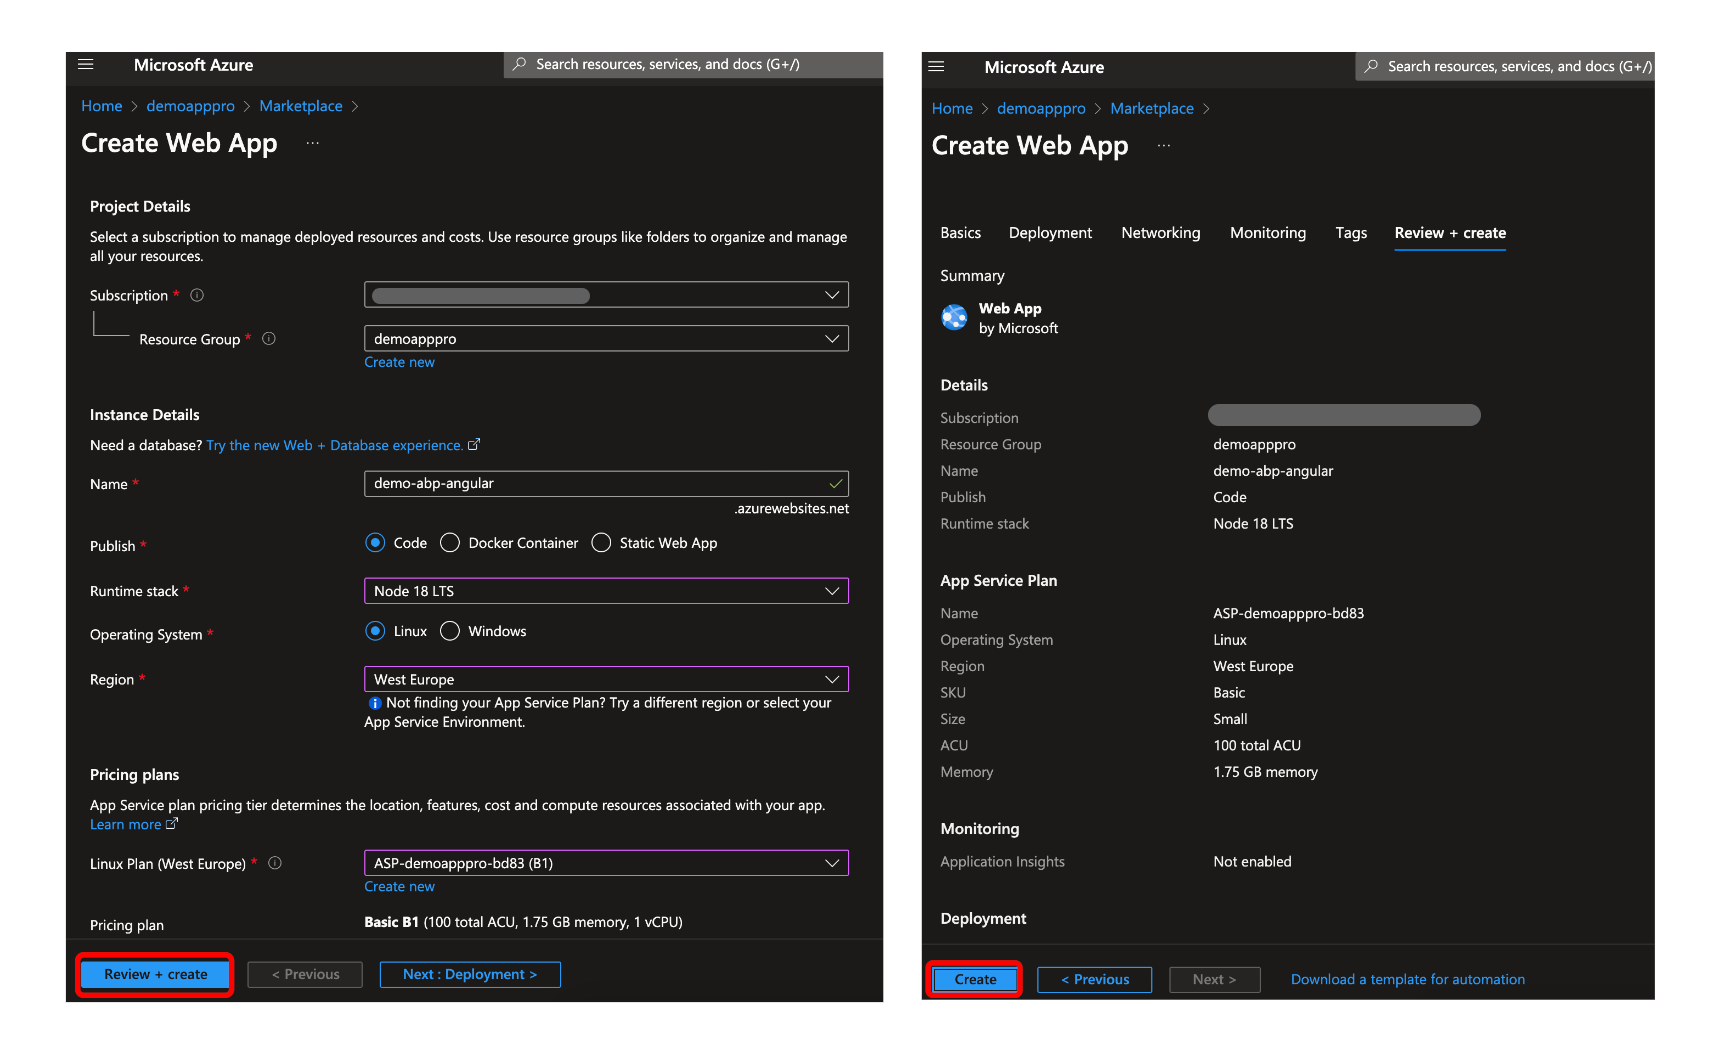 Microsoft Azure
Search resources, services, and docs (G+/)
Home > demoapppro > Marketplace >
Create Web App ...
Project Details
Select a subscription to manage deployed resources and costs. Use resource groups like folders to organize and manage
all your resources.
Subscription *
Resource Group * demoapppro
Create new
Instance Details
Need a database? Try the new Web + Database experience.
Name * demo-abp-angular
.azurewebsites.net
Publish * Code Docker Container Static Web App
Runtime stack * Node 18 LTS
Operating System * Linux Windows
Region * West Europe
Not finding your App Service Plan? Try a different region or select your
App Service Environment.
Pricing plans
App Service plan pricing tier determines the location, features, cost and compute resources associated with your app.
Learn more
Linux Plan (West Europe) * ASP-demoapppro-bd83 (B1)
Create new
Pricing plan Basic B1 (100 total ACU, 1.75 GB memory, 1 vCPU)
Review + create < Previous Next : Deployment >
Microsoft Azure
Search resources, services, and docs (G+/)
Home > demoapppro > Marketplace >
Create Web App ...
Basics Deployment Networking Monitoring Tags Review + create
Summary
Web App
by Microsoft
Details
Subscription
Resource Group demoapppro
Name demo-abp-angular
Publish Code
Runtime stack Node 18 LTS
App Service Plan
Name ASP-demoapppro-bd83
Operating System Linux
Region West Europe
SKU Basic
Size Small
ACU 100 total ACU
Memory 1.75 GB memory
Monitoring
Application Insights Not enabled
Deployment
Create < Previous Next > Download a template for automation